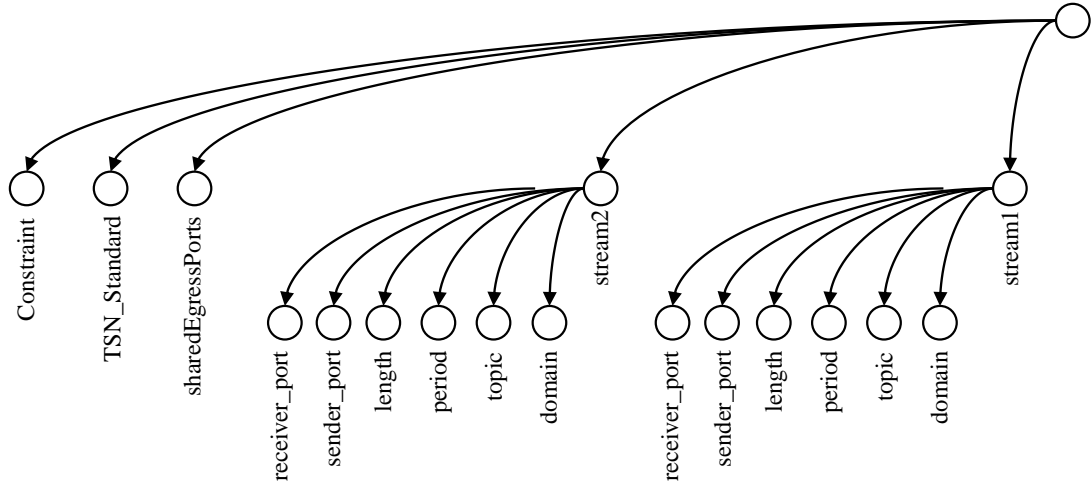 Constraint
TSN_Standard
sharedEgressPorts
stream2
stream1
receiver_port
sender_port
length
period
topic
domain
receiver_port
sender_port
length
period
topic
domain